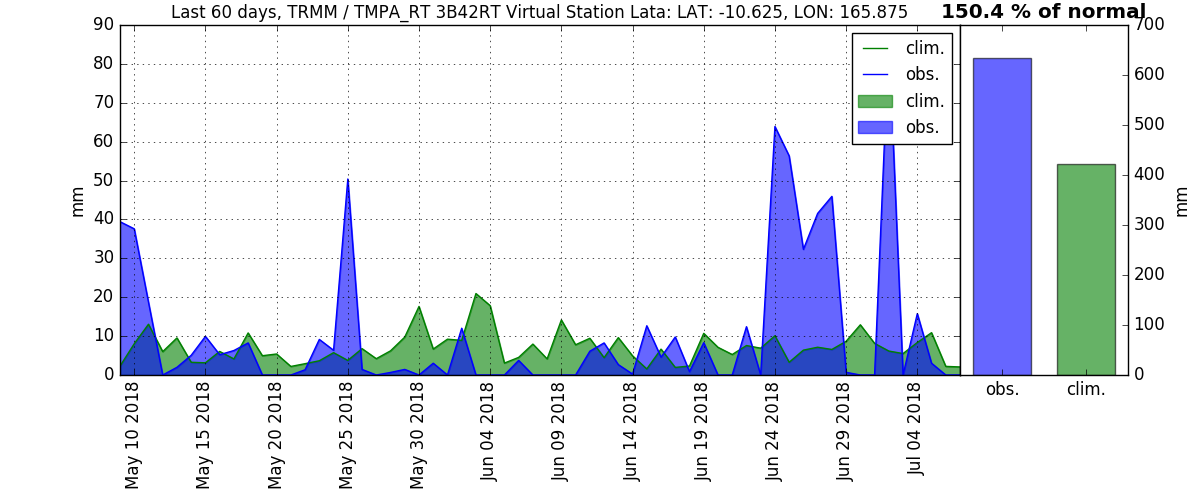 Last 60 days, TRMM / TMPA_RT 3B42RT Virtual Station Lata: LAT: -10.625, LON: 165.875
150.4 % of normal
90
80
70
60
50
40
30
20
10
0
mm
clim.
obs.
clim.
obs.
700
600
500
400
300
200
100
0
mm
obs.
clim.
May 10 2018
May 15 2018
May 20 2018
May 25 2018
May 30 2018
Jun 04 2018
Jun 09 2018
Jun 14 2018
Jun 19 2018
Jun 24 2018
Jun 29 2018
Jul 04 2018